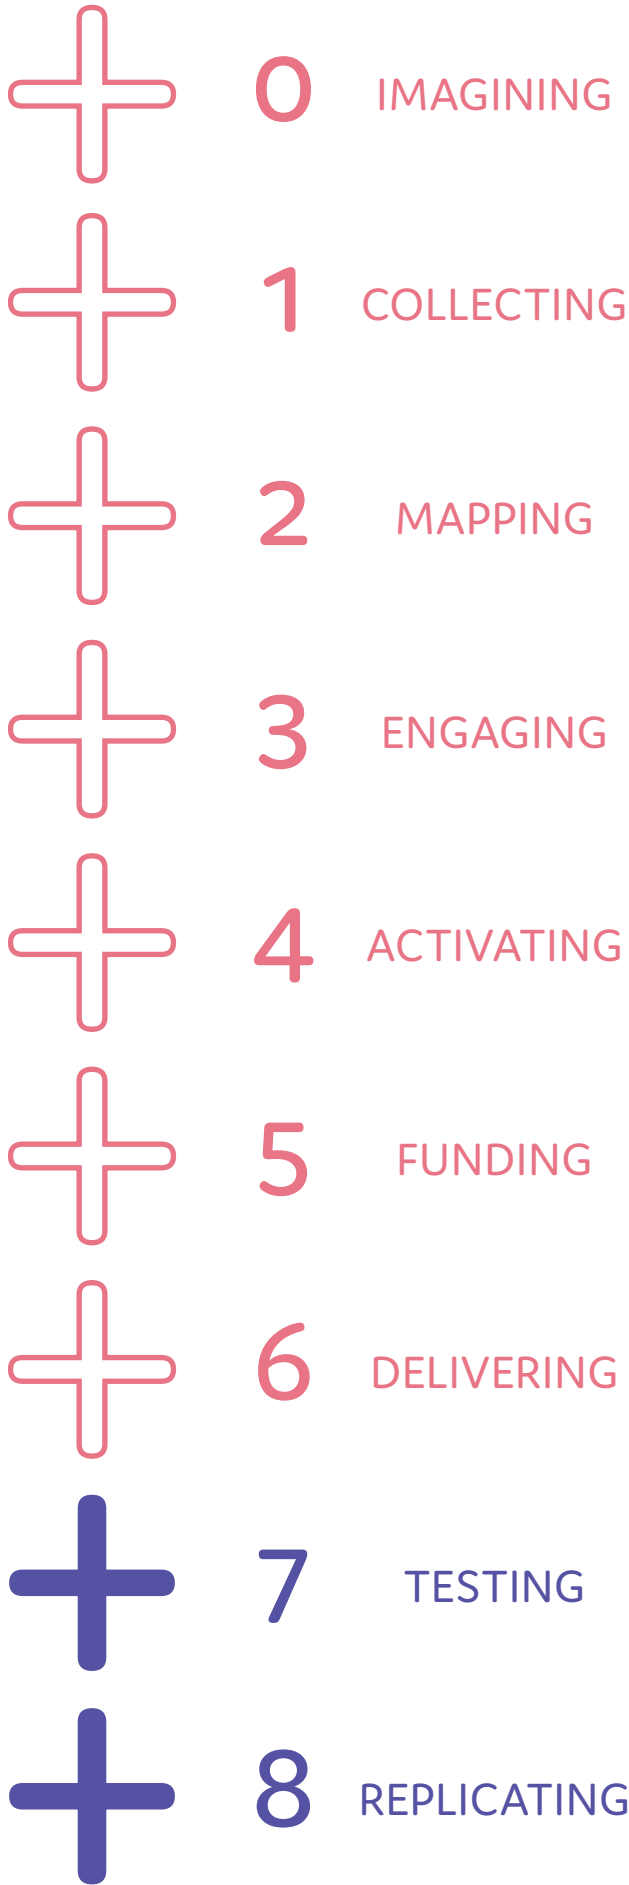 0 IMAGINING
1 COLLECTING
2 MAPPING
3 ENGAGING
4 ACTIVATING
5 FUNDING
6 DELIVERING
7 TESTING
8 REPLICATING